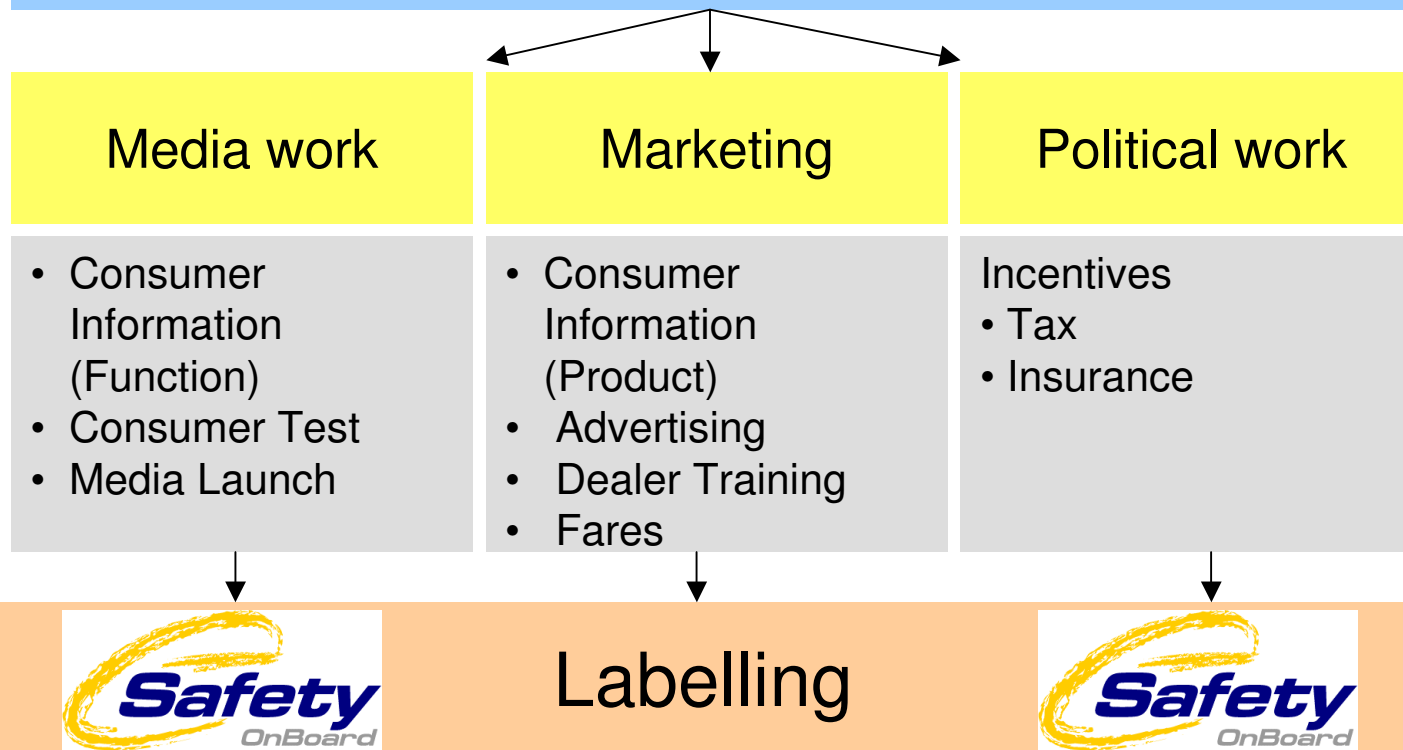 Media work
Marketing
Political work
• Consumer
Information
(Function)
• Consumer Test
• Media Launch
• Consumer
Information
(Product)
• Advertising
• Dealer Training
• Fares
Incentives
• Tax
• Insurance
Safety
OnBoard
Labelling
Safety
OnBoard